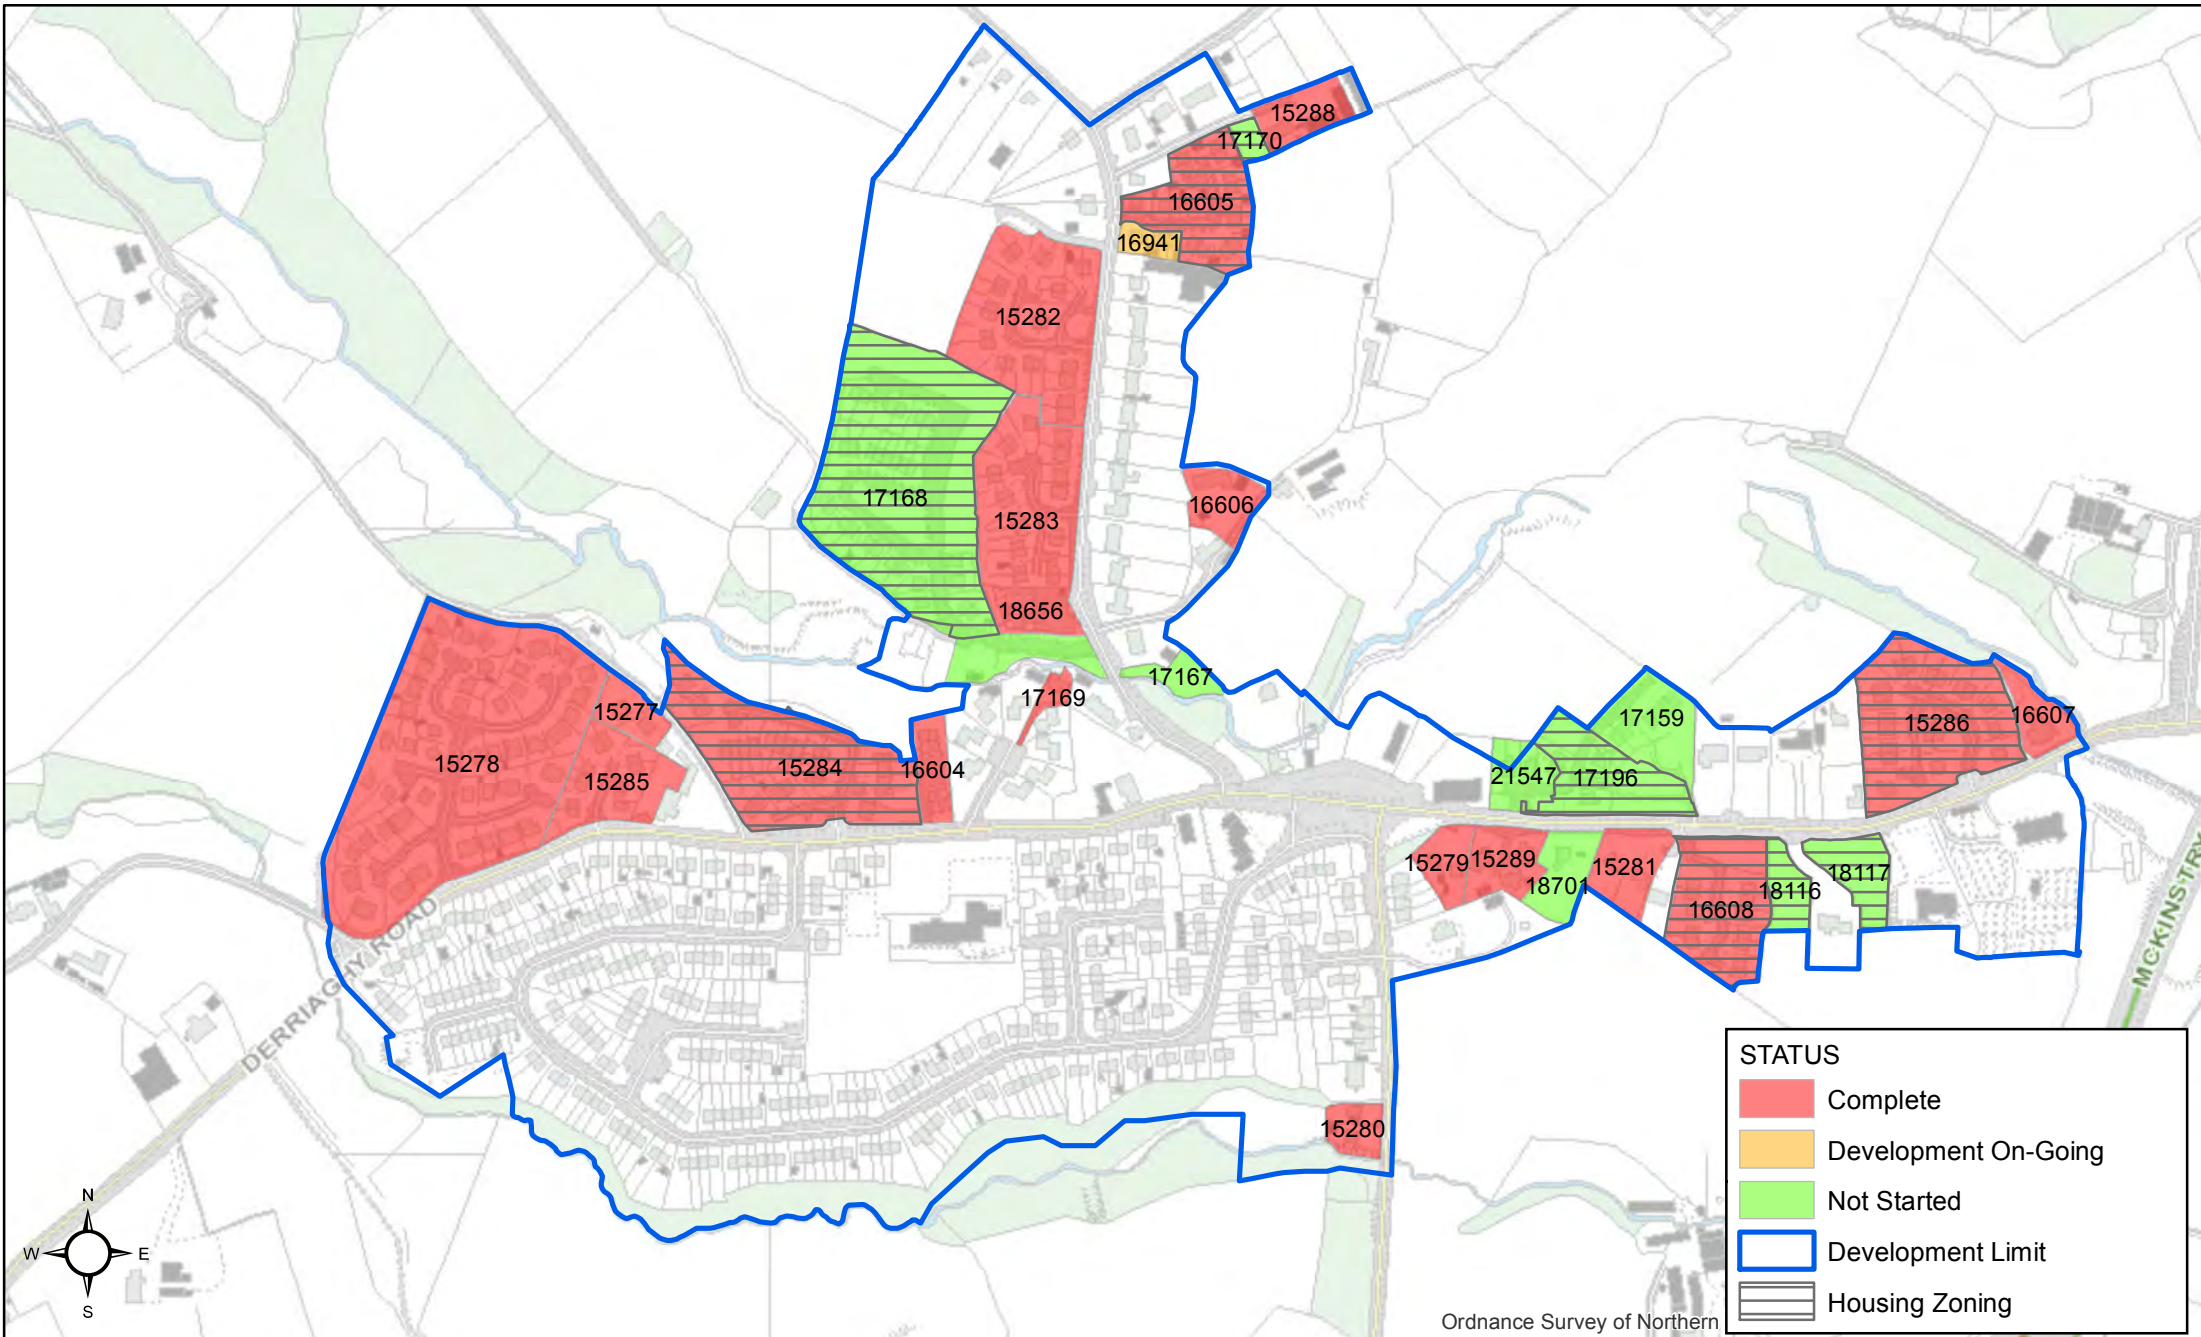 15288
17170
16605
16941
15282
17168
16606
15283
18656
17167
17169
15277
15278
15285
15284
16604
17159
15286
16607
21547
17196
15279
15289
18701
15281
16608
18116
18117
15280
DERRIAGHY ROAD
MCKINSTRY
N
W E
S
STATUS
Complete
Development On-Going
Not Started
Development Limit
Housing Zoning
Ordnance Survey of Northern